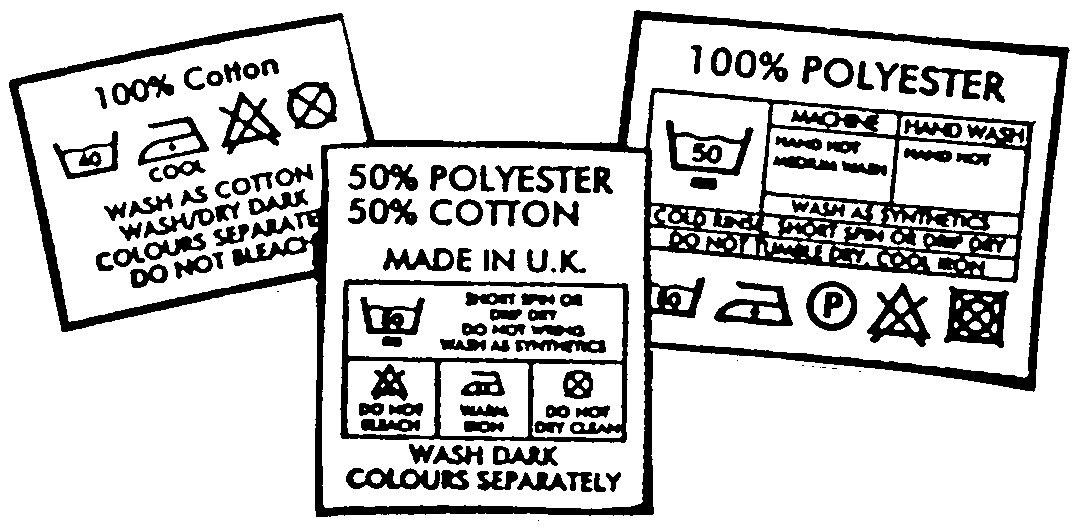 100% Cotton
40
COOL
WASH AS COTTON
WASH/DRY DARK
COLOURS SEPARATE
DO NOT BLEACH
50% POLYESTER
50% COTTON
MADE IN U.K.
SHORT SPIN OR
DRIP DRY
DO NOT WRING
WASH AS SYNTHETICS
DO NOT
BLEACH
WARM
IRON
DO NOT
DRY CLEAN
WASH DARK
COLOURS SEPARATELY
100% POLYESTER
50
MACHINE
HAND WASH
HAND HOT
MEDIUM WASH
HAND HOT
WASH AS SYNTHETICS
COLD RINSE SHORT SPIN OR DRIP DRY
DO NOT TUMBLE DRY. COOL IRON
P